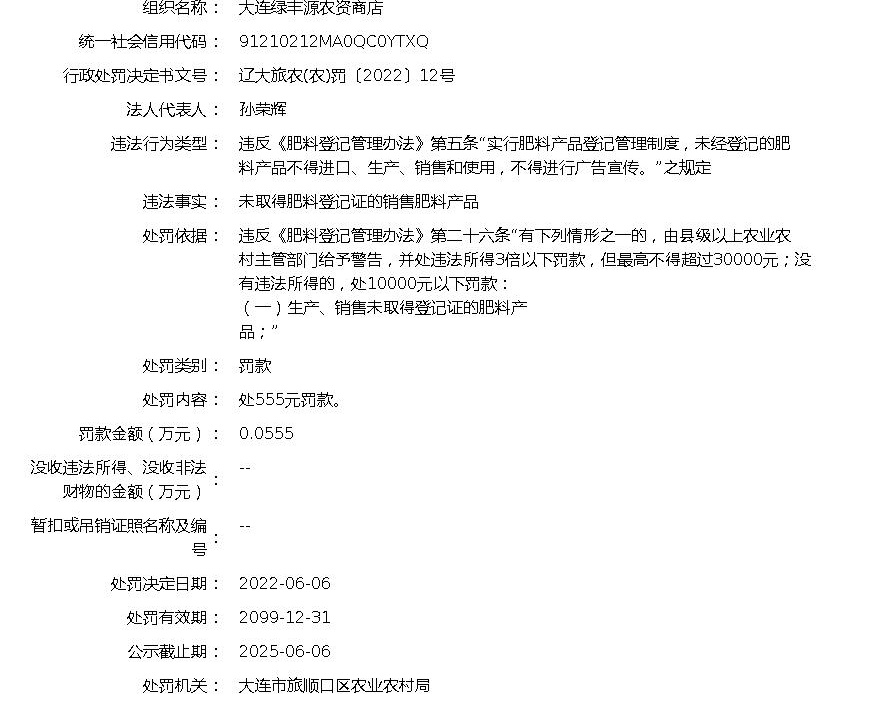 组织名称： 大连绿丰源农资商店
统一社会信用代码： 91210212MA0QC0YTXQ
行政处罚决定书文号： 辽大旅农(农)罚〔2022〕12号
法人代表人： 孙荣辉
违法行为类型： 违反《肥料登记管理办法》第五条“实行肥料产品登记管理制度，未经登记的肥
料产品不得进口、生产、销售和使用，不得进行广告宣传。”之规定
违法事实： 未取得肥料登记证的销售肥料产品
处罚依据： 违反《肥料登记管理办法》第二十六条“有下列情形之一的，由县级以上农业农
村主管部门给予警告，并处违法所得3倍以下罚款，但最高不得超过30000元；没
有违法所得的，处10000元以下罚款：
（一）生产、销售未取得登记证的肥料产
品；”
处罚类别： 罚款
处罚内容： 处555元罚款。
罚款金额（万元）： 0.0555
没收违法所得、没收非法
财物的金额（万元）： --
暂扣或吊销证照名称及编
号： --
处罚决定日期： 2022-06-06
处罚有效期： 2099-12-31
公示截止期： 2025-06-06
处罚机关： 大连市旅顺口区农业农村局